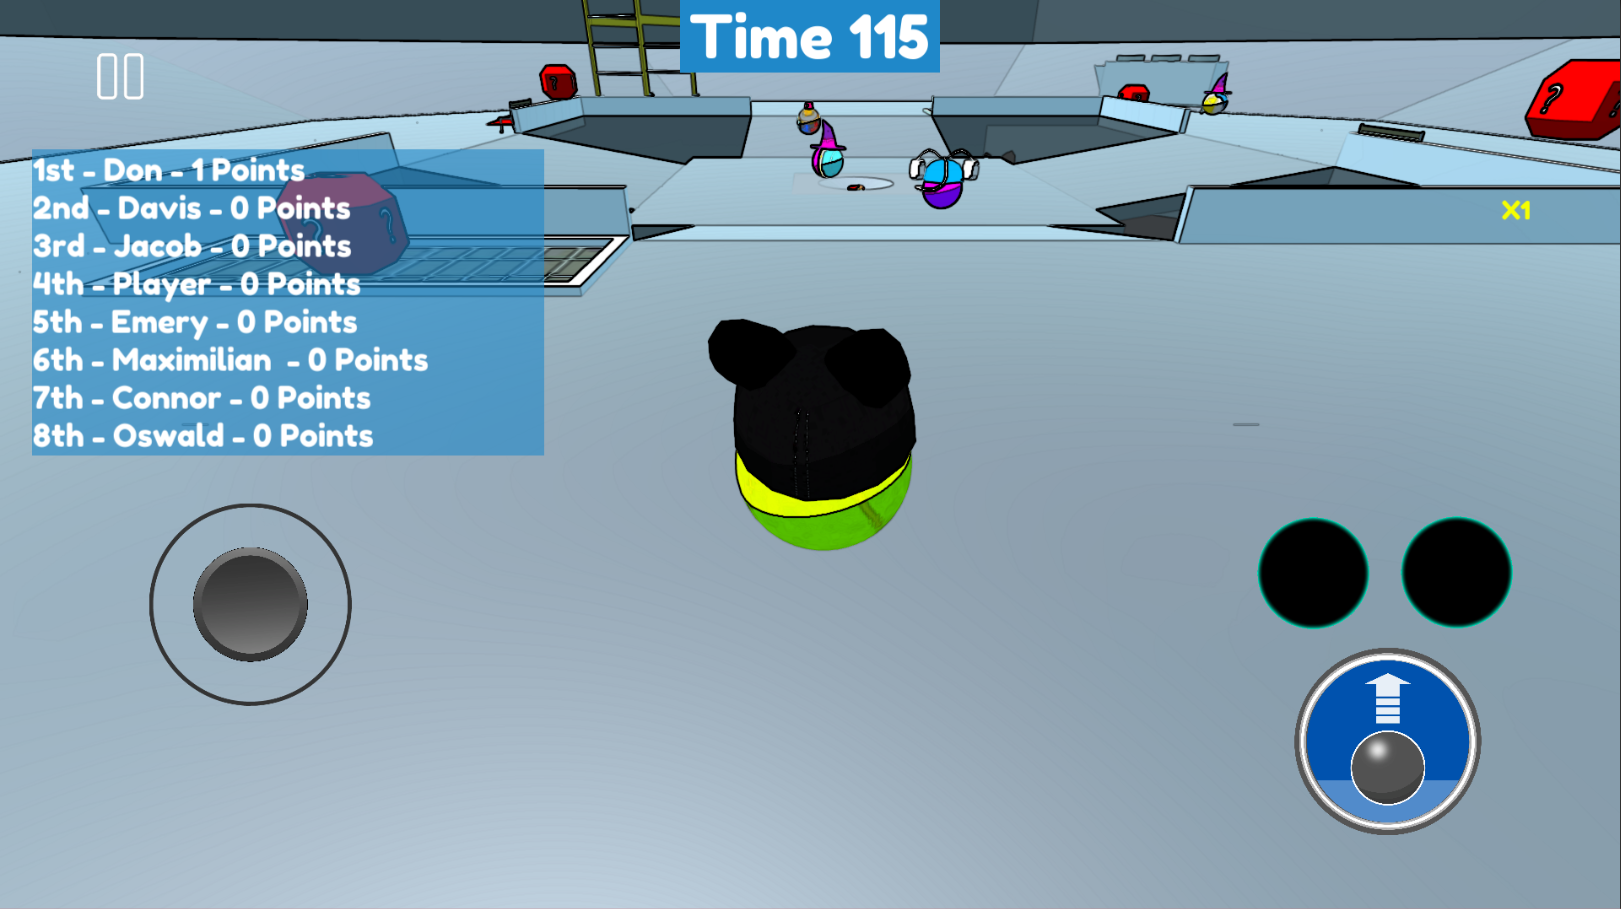 Time 115
1st - Don - 1 Points
2nd - Davis - 0 Points
3rd - Jacob - 0 Points
4th - Player - 0 Points
5th - Emery - 0 Points
6th - Maximilian - 0 Points
7th - Connor - 0 Points
8th - Oswald - 0 Points
X1
?
?
?
?